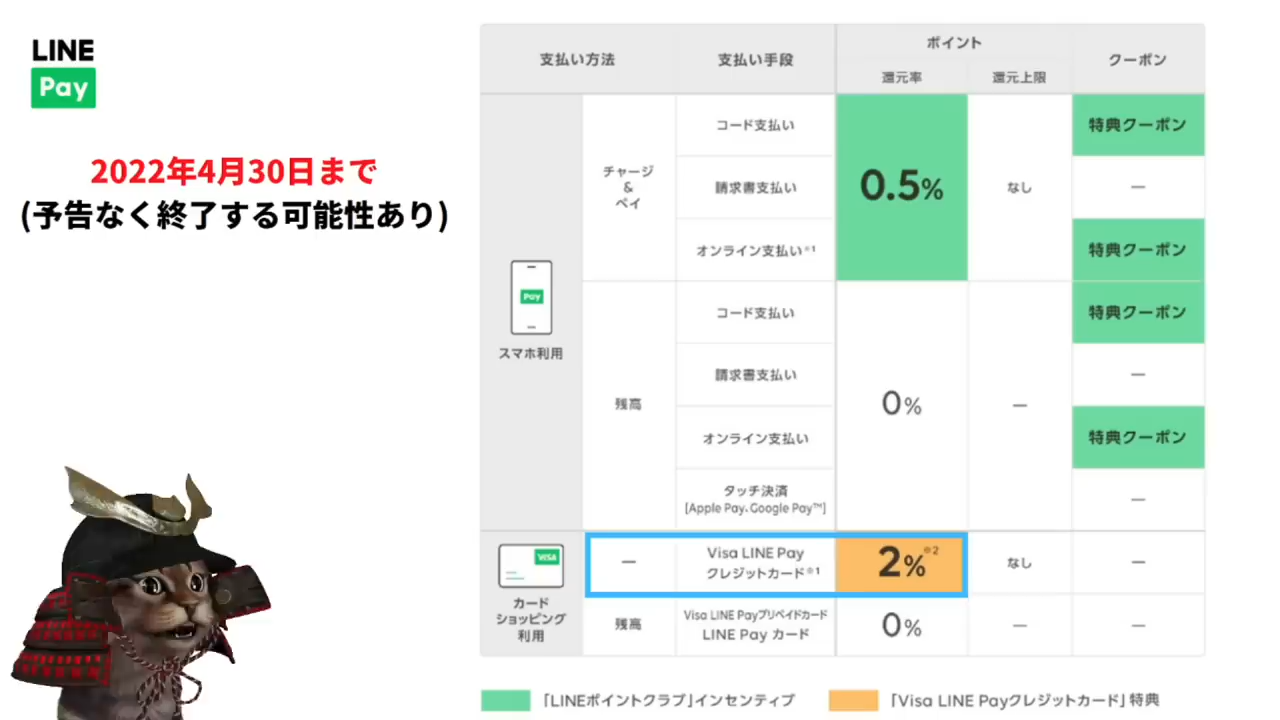 LINE
Pay
2022年4月30日まで
(予告なく終了する可能性あり)
支払い方法
支払い手段
ポイント
還元率
還元上限
クーポン
スマホ利用
Pay
チャージ
&
ペイ
コード支払い
請求書支払い
オンライン支払い※1
0.5%
なし
特典クーポン
—
特典クーポン
残高
コード支払い
請求書支払い
オンライン支払い
タッチ決済
[Apple Pay、Google Pay™]
0%
—
特典クーポン
—
特典クーポン
—
VISA
カード
ショッピング
利用
—
Visa LINE Pay
クレジットカード※1
2%※2
なし
—
残高
Visa LINE Payプリペイドカード
LINE Pay カード
0%
—
—
「LINEポイントクラブ」インセンティブ
「Visa LINE Payクレジットカード」特典